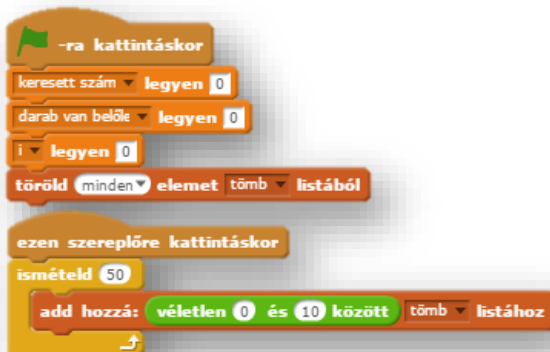 -ra kattintáskor
keresett szám legyen 0
darab van belőle legyen 0
i legyen 0
töröld minden elemet tömb listából
ezen szereplőre kattintáskor
ismételd 50
add hozzá: véletlen 0 és 10 között tömb listához